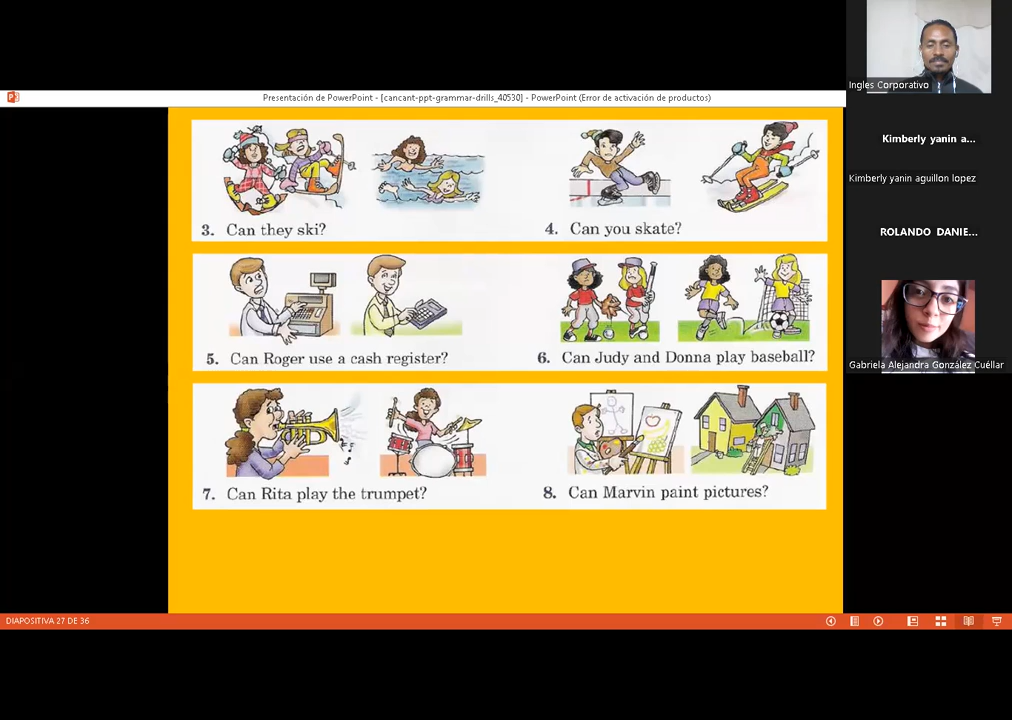 Presentación de PowerPoint - [cancant-ppt-grammar-drills_40530] - PowerPoint (Error de activación de productos)
Ingles Corporativo
Kimberly yanin a...
Kimberly yanin aguillon lopez
ROLANDO DANIE...
Gabriela Alejandra González Cuéllar
3. Can they ski?
4. Can you skate?
5. Can Roger use a cash register?
6. Can Judy and Donna play baseball?
7. Can Rita play the trumpet?
8. Can Marvin paint pictures?
DIAPOSITIVA 27 DE 36